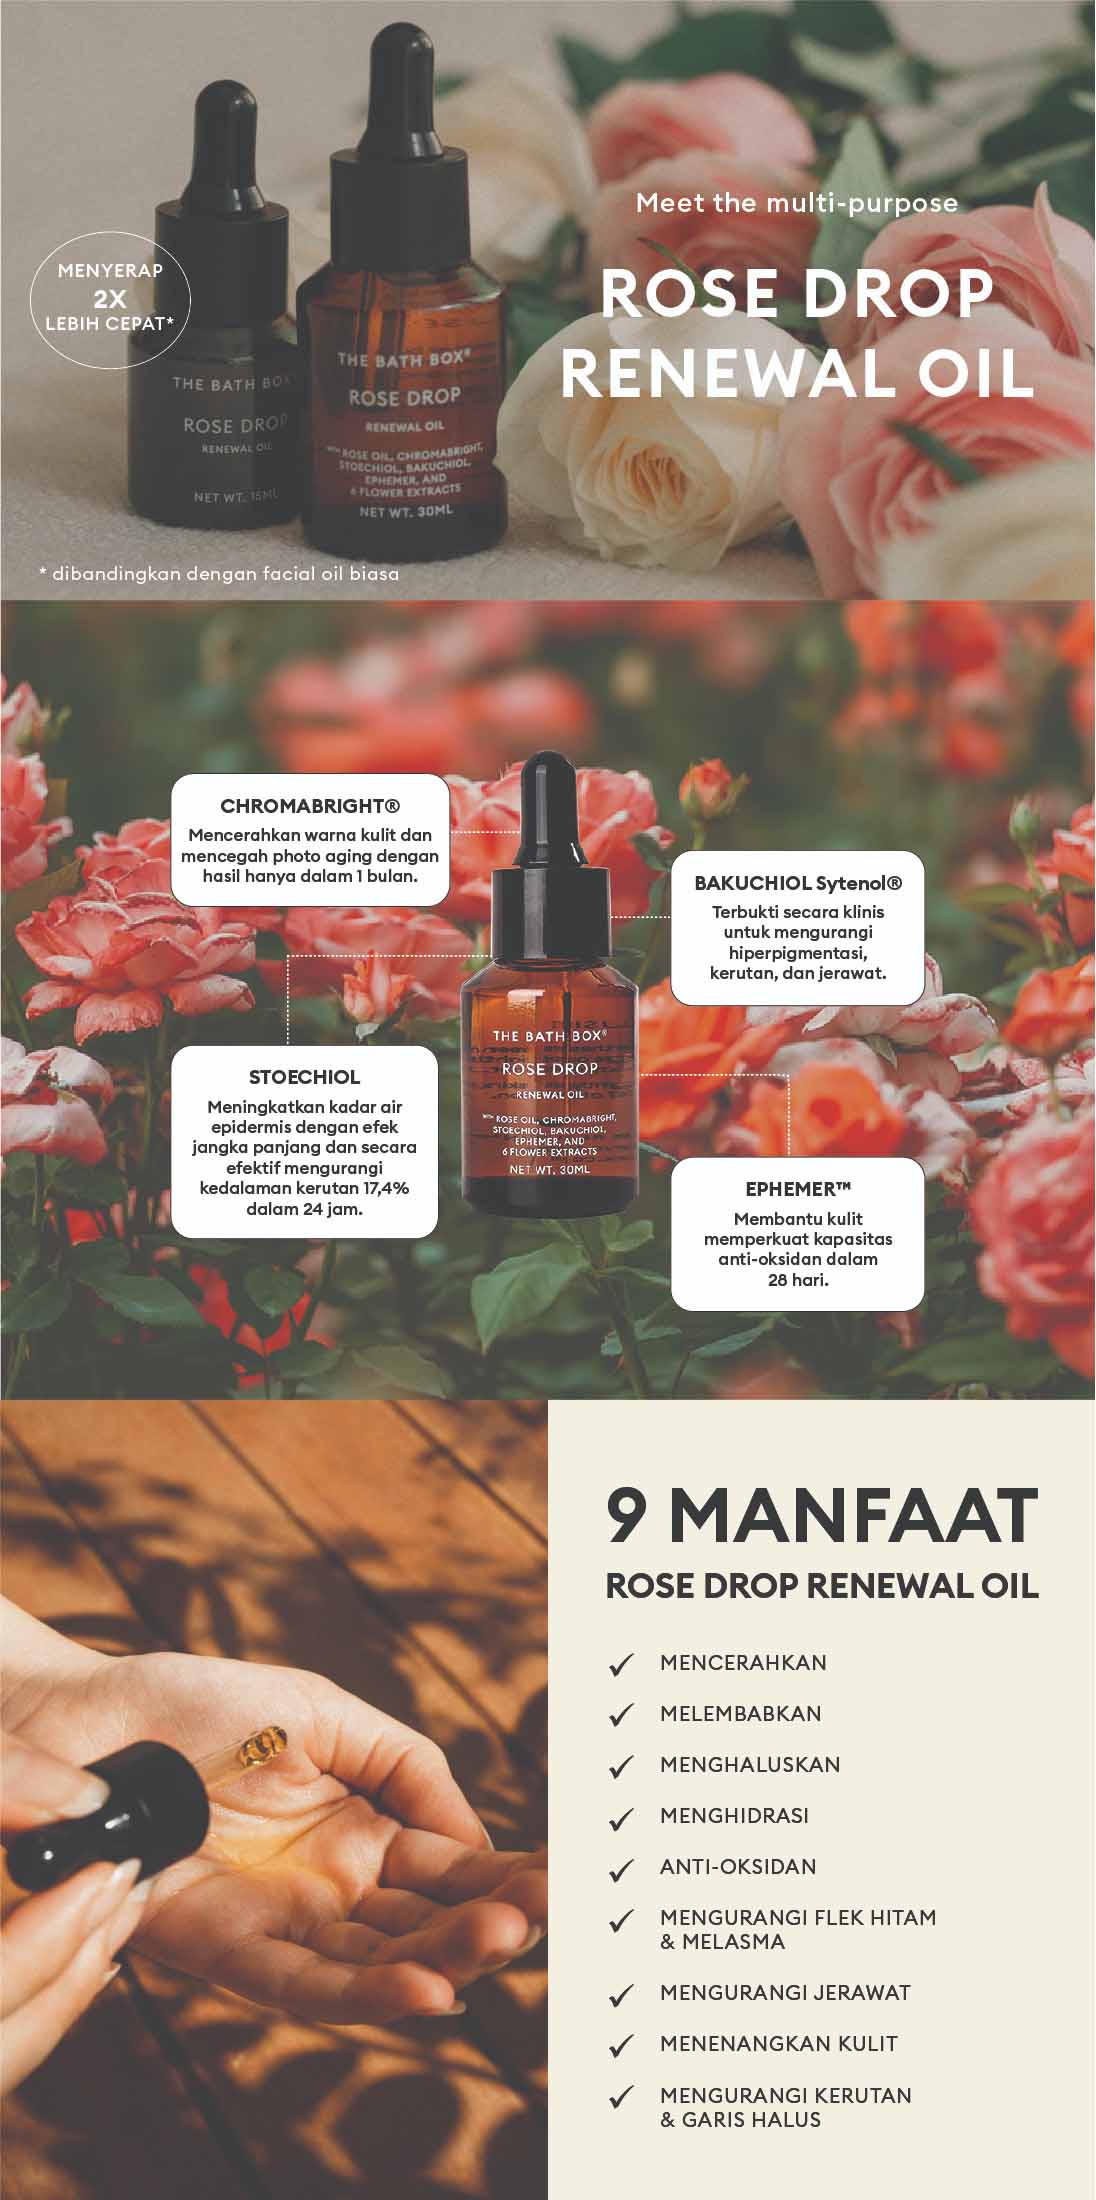 Meet the multi-purpose
ROSE DROP
RENEWAL OIL
MENYERAP
2X
LEBIH CEPAT*
THE BATH BOX
ROSE DROP
RENEWAL OIL
NET WT. 15ML
THE BATH BOX®
ROSE DROP
RENEWAL OIL
WITH ROSE OIL, CHROMABRIGHT,
STOECHIOL, BAKUCHIOL,
EPHEMER, AND
6 FLOWER EXTRACTS
NET WT. 30ML
* dibandingkan dengan facial oil biasa
CHROMABRIGHT®
Mencerahkan warna kulit dan
mencegah photo aging dengan
hasil hanya dalam 1 bulan.
BAKUCHIOL Sytenol®
Terbukti secara klinis
untuk mengurangi
hiperpigmentasi,
kerutan, dan jerawat.
STOECHIOL
Meningkatkan kadar air
epidermis dengan efek
jangka panjang dan secara
efektif mengurangi
kedalaman kerutan 17,4%
dalam 24 jam.
THE BATH BOX®
ROSE DROP
RENEWAL OIL
WITH ROSE OIL, CHROMABRIGHT,
STOECHIOL, BAKUCHIOL,
EPHEMER, AND
6 FLOWER EXTRACTS
NET WT. 30ML
EPHEMER™
Membantu kulit
memperkuat kapasitas
anti-oksidan dalam
28 hari.
9 MANFAAT
ROSE DROP RENEWAL OIL
✓ MENCERAHKAN
✓ MELEMBABKAN
✓ MENGHALUSKAN
✓ MENGHIDRASI
✓ ANTI-OKSIDAN
✓ MENGURANGI FLEK HITAM
& MELASMA
✓ MENGURANGI JERAWAT
✓ MENENANGKAN KULIT
✓ MENGURANGI KERUTAN
& GARIS HALUS